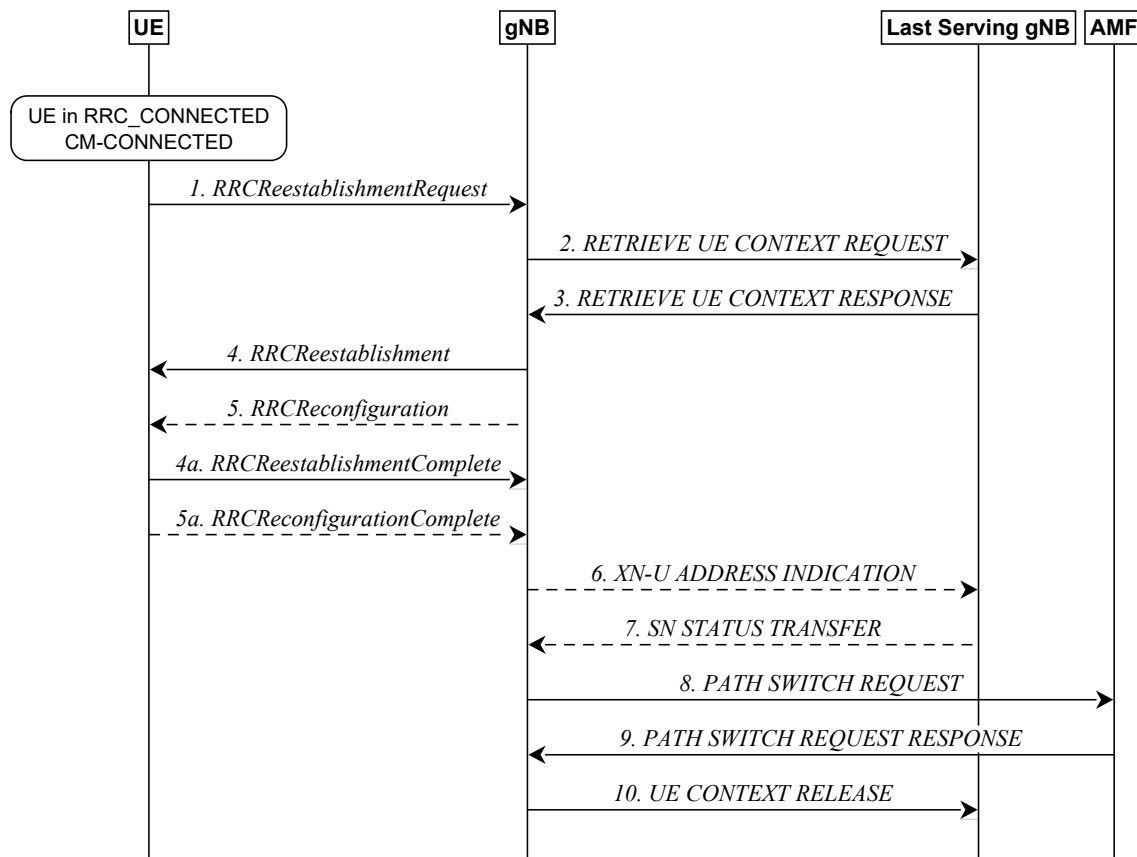 UE
gNB
Last Serving gNB
AMF
UE in RRC_CONNECTED
CM-CONNECTED
1. RRCReestablishmentRequest
2. RETRIEVE UE CONTEXT REQUEST
3. RETRIEVE UE CONTEXT RESPONSE
4. RRCReestablishment
5. RRCReconfiguration
4a. RRCReestablishmentComplete
5a. RRCReconfigurationComplete
6. XN-U ADDRESS INDICATION
7. SN STATUS TRANSFER
8. PATH SWITCH REQUEST
9. PATH SWITCH REQUEST RESPONSE
10. UE CONTEXT RELEASE